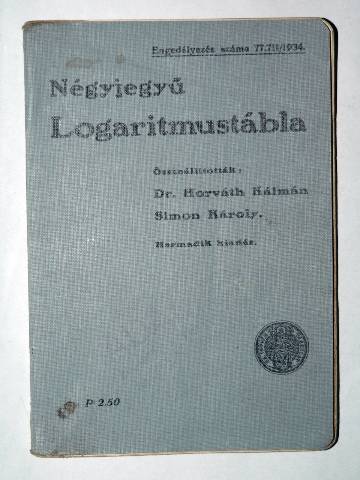 Engedélyezés száma 77.711/1934.
Négyjegyű
Logaritmustábla
Összeállították:
Dr. Horváth Kálmán
Simon Károly.
Harmadik kiadás.
P 2.50